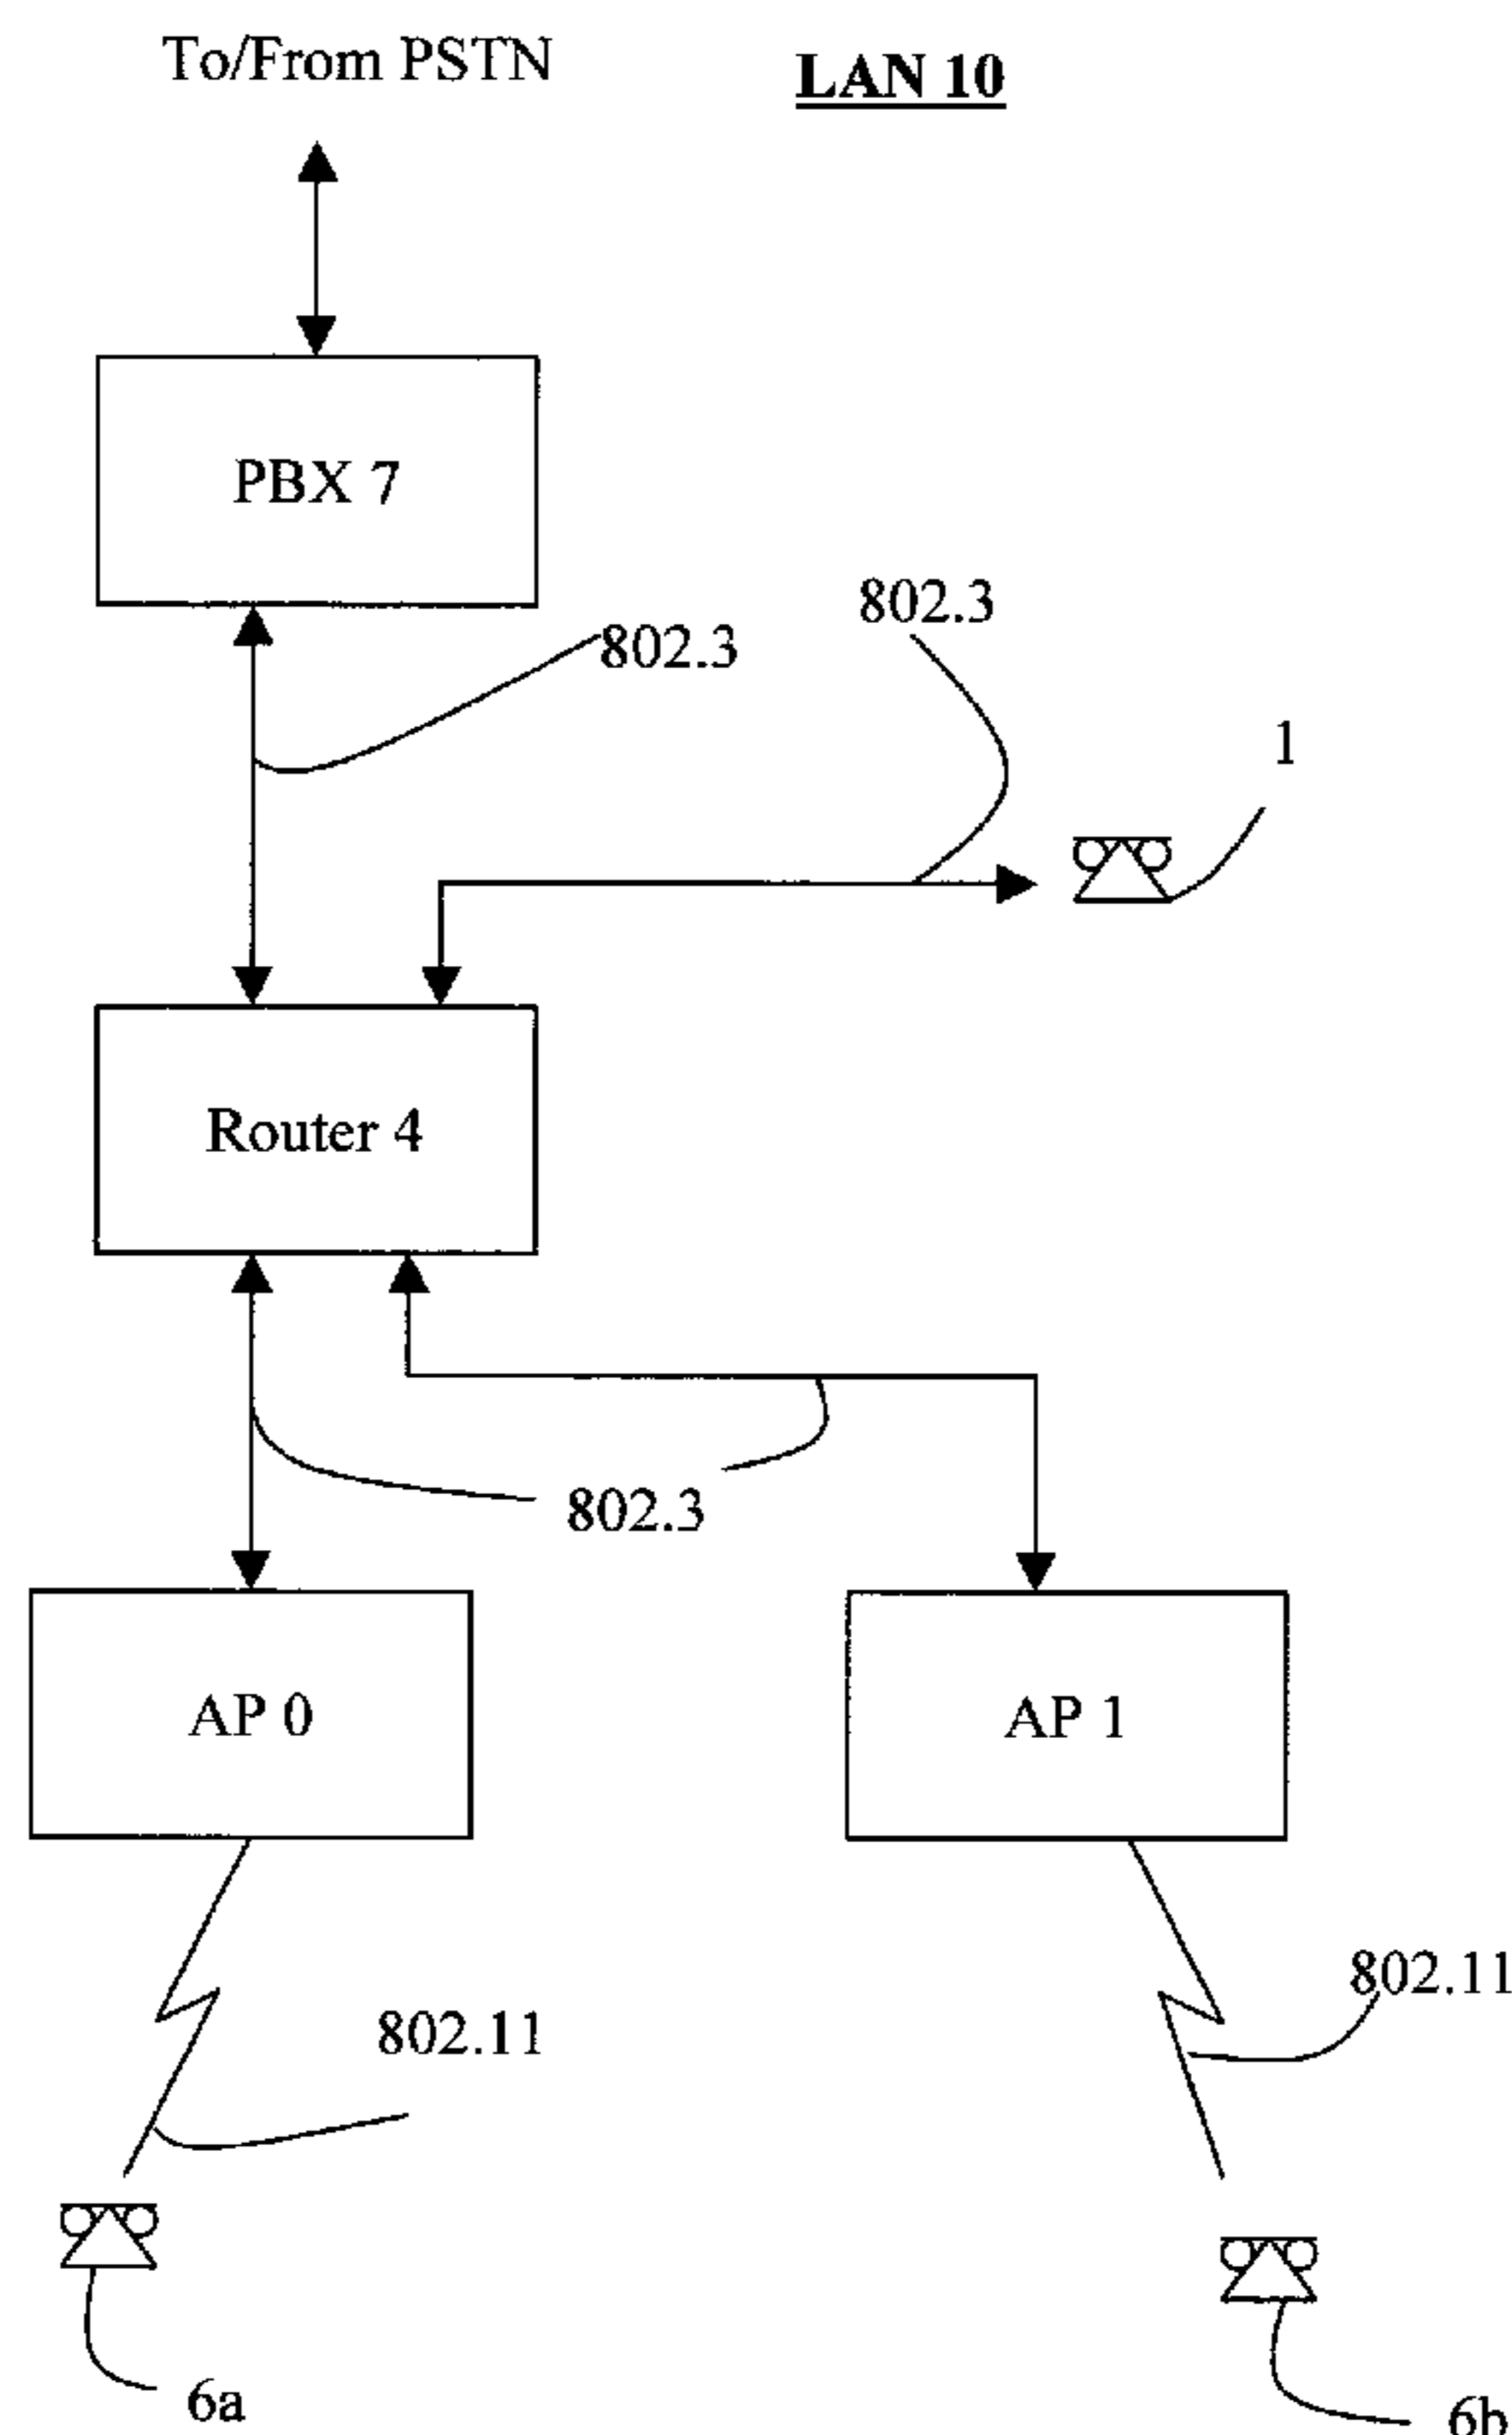 To/From PSTN
LAN 10
PBX 7
802.3
802.3
1
Router 4
802.3
AP 0
AP 1
802.11
802.11
6a
6b